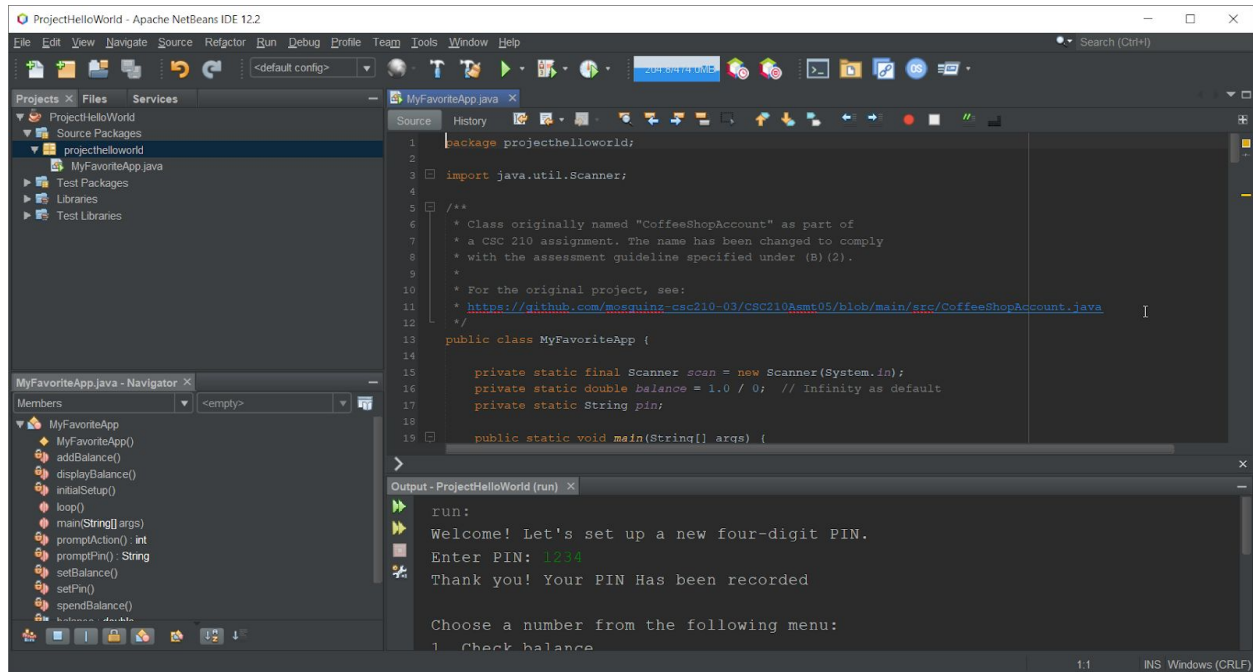 ProjectHelloWorld - Apache NetBeans IDE 12.2
File Edit View Navigate Source Refactor Run Debug Profile Team Tools Window Help
Search (Ctrl+I)
<default config>
204.8/474.0MB
Projects Files Services
ProjectHelloWorld
Source Packages
projecthelloworld
MyFavoriteApp.java
Test Packages
Libraries
Test Libraries
MyFavoriteApp.java
Source History
1 package projecthelloworld;
2
3 import java.util.Scanner;
4
5 /**
6 * Class originally named "CoffeeShopAccount" as part of
7 * a CSC 210 assignment. The name has been changed to comply
8 * with the assessment guideline specified under (B)(2).
9 *
10 * For the original project, see:
11 * https://github.com/mosguinz-csc210-03/CSC210Asmt05/blob/main/src/CoffeeShopAccount.java
12 */
13 public class MyFavoriteApp {
14
15 private static final Scanner scan = new Scanner(System.in);
16 private static double balance = 1.0 / 0; // Infinity as default
17 private static String pin;
18
19 public static void main(String[] args) {
MyFavoriteApp.java - Navigator
Members <empty>
MyFavoriteApp
MyFavoriteApp()
addBalance()
displayBalance()
initialSetup()
loop()
main(String[] args)
promptAction() : int
promptPin() : String
setBalance()
setPin()
spendBalance()
balance : double
Output - ProjectHelloWorld (run)
run:
Welcome! Let's set up a new four-digit PIN.
Enter PIN: 1234
Thank you! Your PIN Has been recorded
Choose a number from the following menu:
1. Check balance
1:1 INS Windows (CRLF)